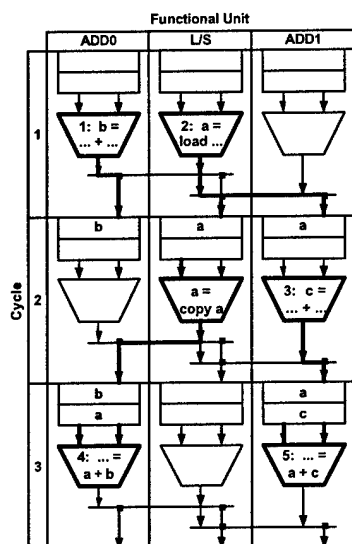 Functional Unit
ADD0 L/S ADD1
Cycle
1
1: b =
... + ...
2: a =
load ...
2
b a a
a =
copy a
3: c =
... + ...
3
b a
a c
4: ... =
a + b
5: ... =
a + c